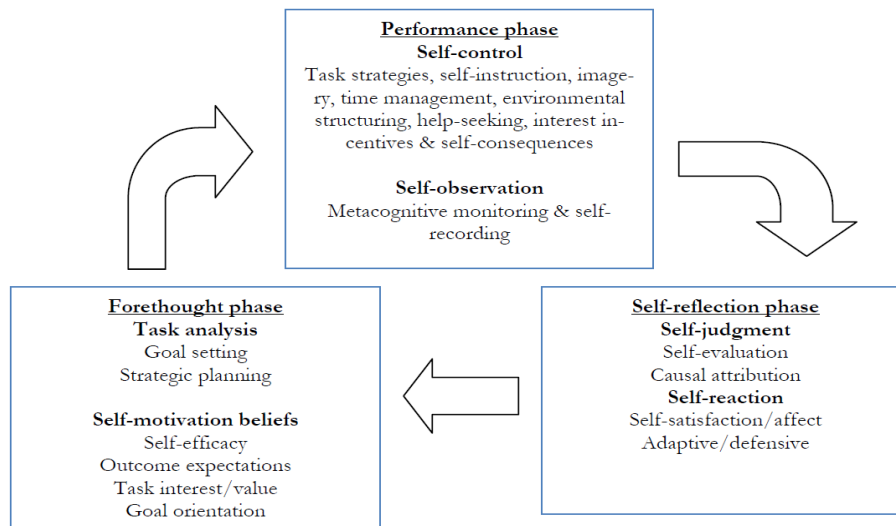 Performance phase
Self-control
Task strategies, self-instruction, image-
ry, time management, environmental
structuring, help-seeking, interest in-
centives & self-consequences
Self-observation
Metacognitive monitoring & self-
recording
Forethought phase
Task analysis
Goal setting
Strategic planning
Self-motivation beliefs
Self-efficacy
Outcome expectations
Task interest/value
Goal orientation
Self-reflection phase
Self-judgment
Self-evaluation
Causal attribution
Self-reaction
Self-satisfaction/affect
Adaptive/defensive